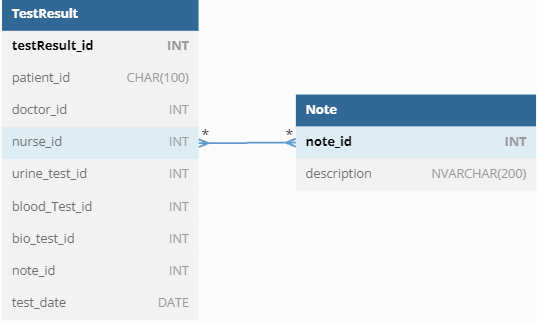 TestResult
testResult_id INT
patient_id CHAR(100)
doctor_id INT
nurse_id INT
urine_test_id INT
blood_Test_id INT
bio_test_id INT
note_id INT
test_date DATE
* *
Note
note_id INT
description NVARCHAR(200)